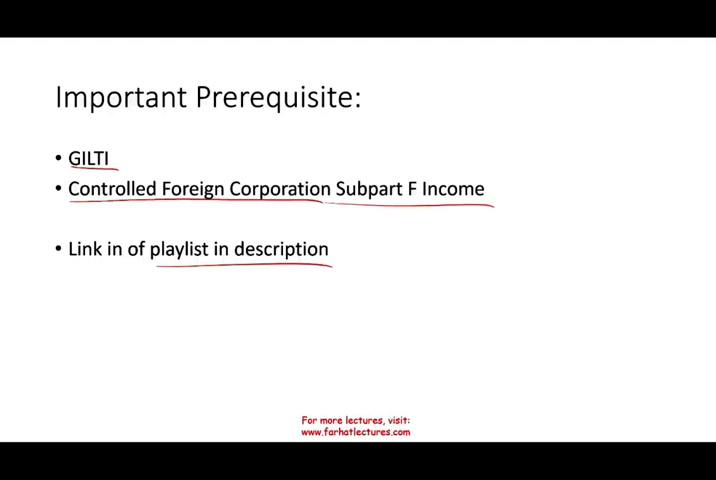 Important Prerequisite:
• GILTI
• Controlled Foreign Corporation Subpart F Income
• Link in of playlist in description
For more lectures, visit:
www.farhatlectures.com